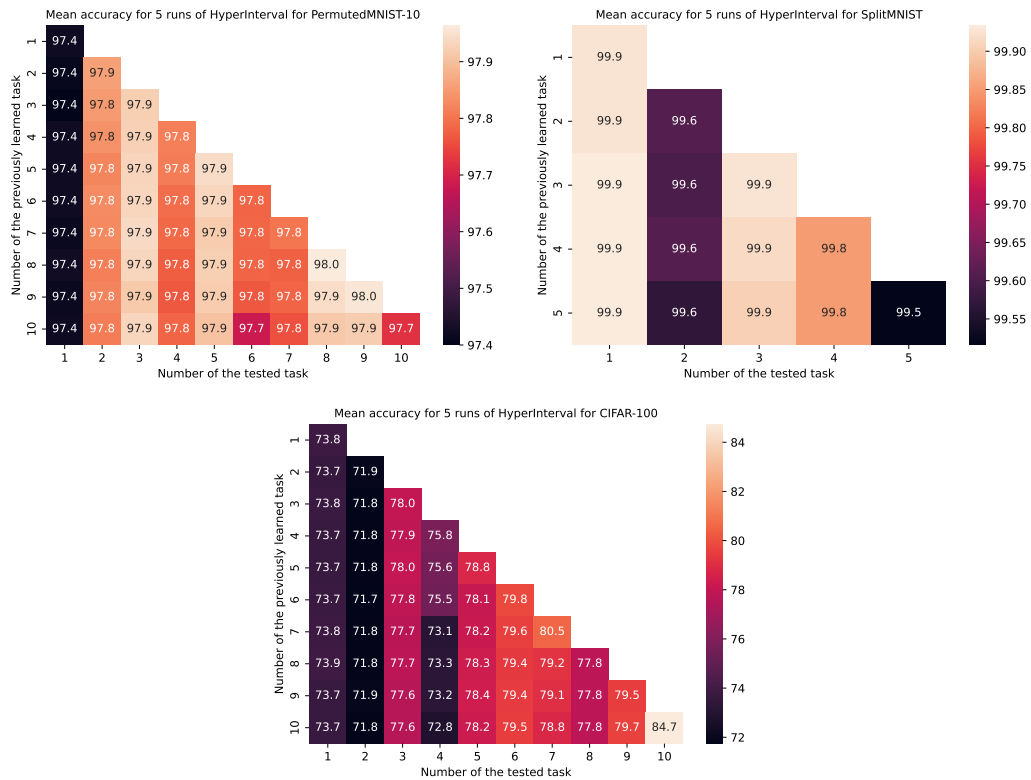 Mean accuracy for 5 runs of HyperInterval for PermutedMNIST-10
Number of the previously learned task
1 97.4
2 97.4 97.9
3 97.4 97.8 97.9
4 97.4 97.8 97.9 97.8
5 97.4 97.8 97.9 97.8 97.9
6 97.4 97.8 97.9 97.8 97.9 97.8
7 97.4 97.8 97.9 97.8 97.9 97.8 97.8
8 97.4 97.8 97.9 97.8 97.9 97.8 97.8 98.0
9 97.4 97.8 97.9 97.8 97.9 97.8 97.8 97.9 98.0
10 97.4 97.8 97.9 97.8 97.9 97.7 97.8 97.9 97.9 97.7
1 2 3 4 5 6 7 8 9 10
Number of the tested task
97.9
97.8
97.7
97.6
97.5
97.4
Mean accuracy for 5 runs of HyperInterval for SplitMNIST
Number of the previously learned task
1 99.9
2 99.9 99.6
3 99.9 99.6 99.9
4 99.9 99.6 99.9 99.8
5 99.9 99.6 99.9 99.8 99.5
1 2 3 4 5
Number of the tested task
99.90
99.85
99.80
99.75
99.70
99.65
99.60
99.55
Mean accuracy for 5 runs of HyperInterval for CIFAR-100
Number of the previously learned task
1 73.8
2 73.7 71.9
3 73.8 71.8 78.0
4 73.7 71.8 77.9 75.8
5 73.7 71.8 78.0 75.6 78.8
6 73.7 71.7 77.8 75.5 78.1 79.8
7 73.8 71.8 77.7 73.1 78.2 79.6 80.5
8 73.9 71.8 77.7 73.3 78.3 79.4 79.2 77.8
9 73.7 71.9 77.6 73.2 78.4 79.4 79.1 77.8 79.5
10 73.7 71.8 77.6 72.8 78.2 79.5 78.8 77.8 79.7 84.7
1 2 3 4 5 6 7 8 9 10
Number of the tested task
84
82
80
78
76
74
72